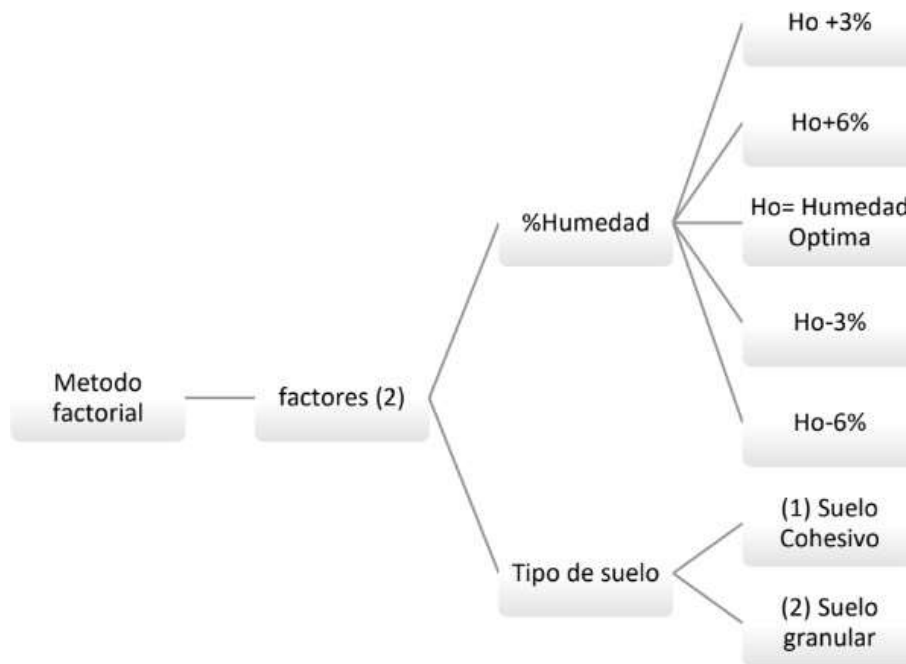 Ho +3%
Ho+6%
Ho= Humedad
Optima
%Humedad
Ho-3%
Metodo
factorial
factores (2)
Ho-6%
(1) Suelo
Cohesivo
Tipo de suelo
(2) Suelo
granular